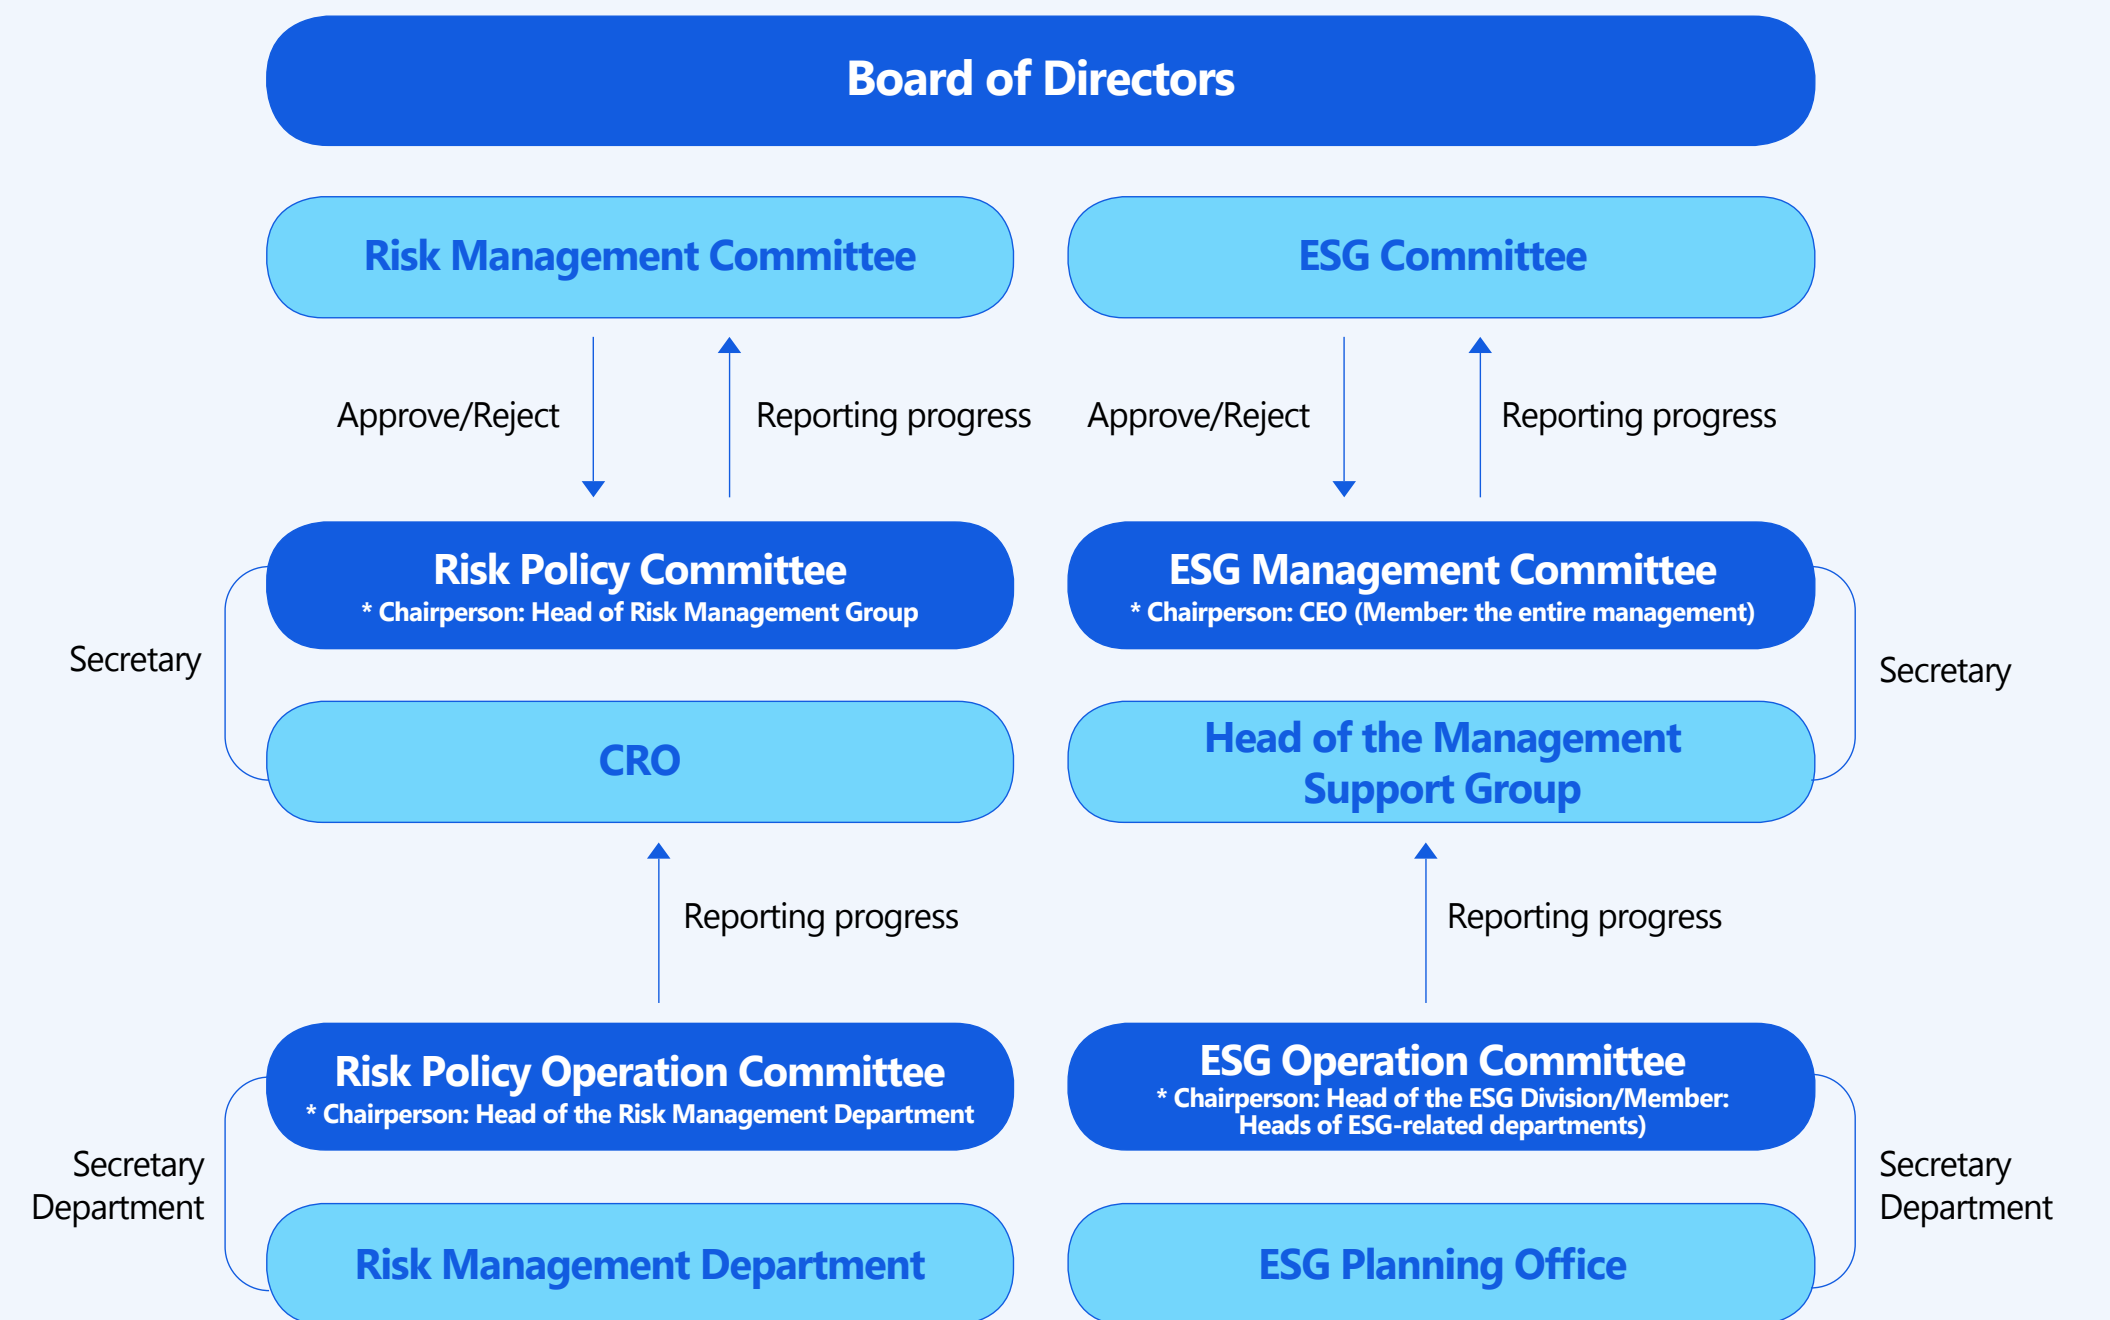 Board of Directors
Risk Management Committee
ESG Committee
Approve/Reject
Reporting progress
Approve/Reject
Reporting progress
Risk Policy Committee
* Chairperson: Head of Risk Management Group
ESG Management Committee
* Chairperson: CEO (Member: the entire management)
Secretary
Secretary
CRO
Head of the Management
Support Group
Reporting progress
Reporting progress
Risk Policy Operation Committee
* Chairperson: Head of the Risk Management Department
ESG Operation Committee
* Chairperson: Head of the ESG Division/Member:
Heads of ESG-related departments)
Secretary
Department
Secretary
Department
Risk Management Department
ESG Planning Office